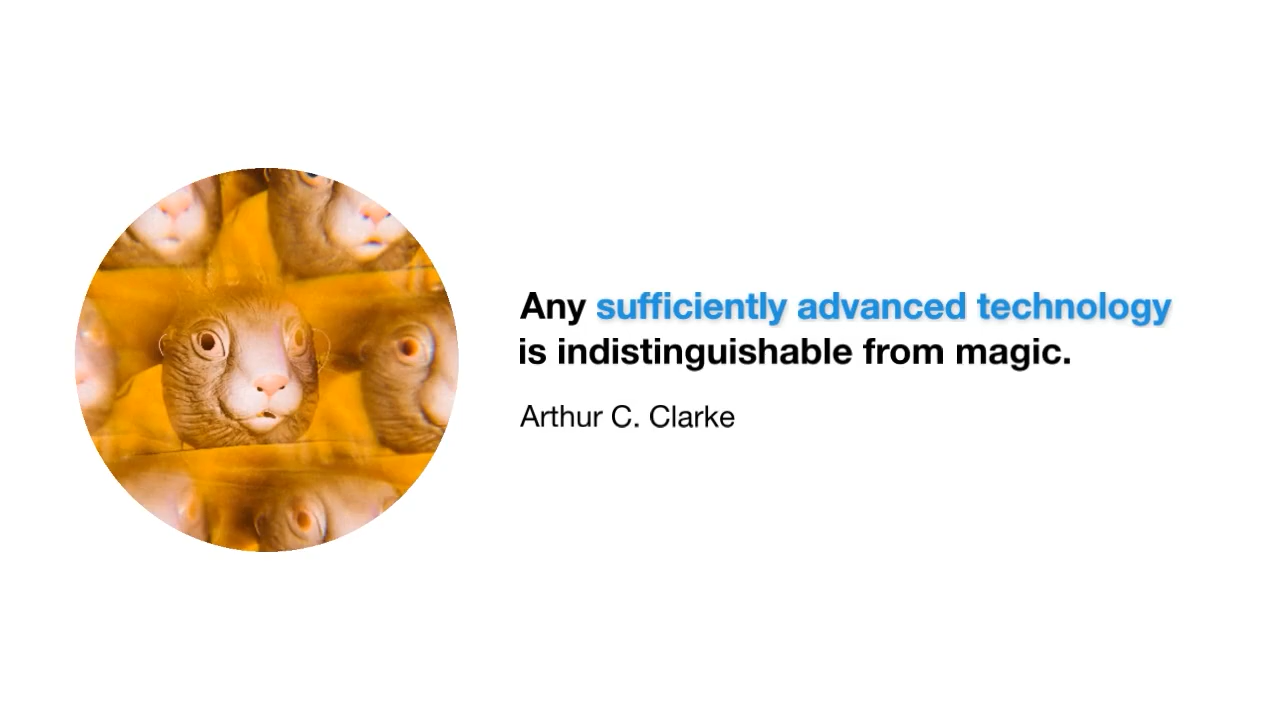 Any sufficiently advanced technology
is indistinguishable from magic.
Arthur C. Clarke